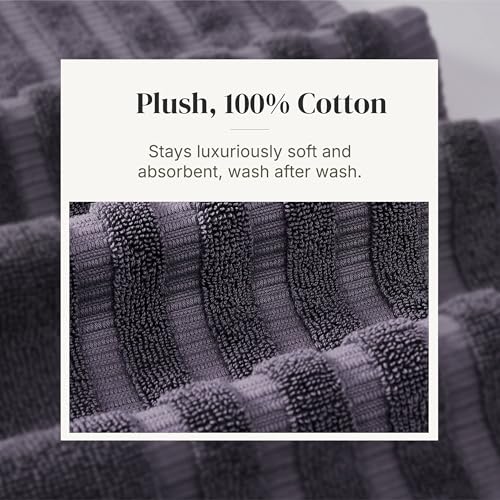 Plush, 100% Cotton
Stays luxuriously soft and
absorbent, wash after wash.